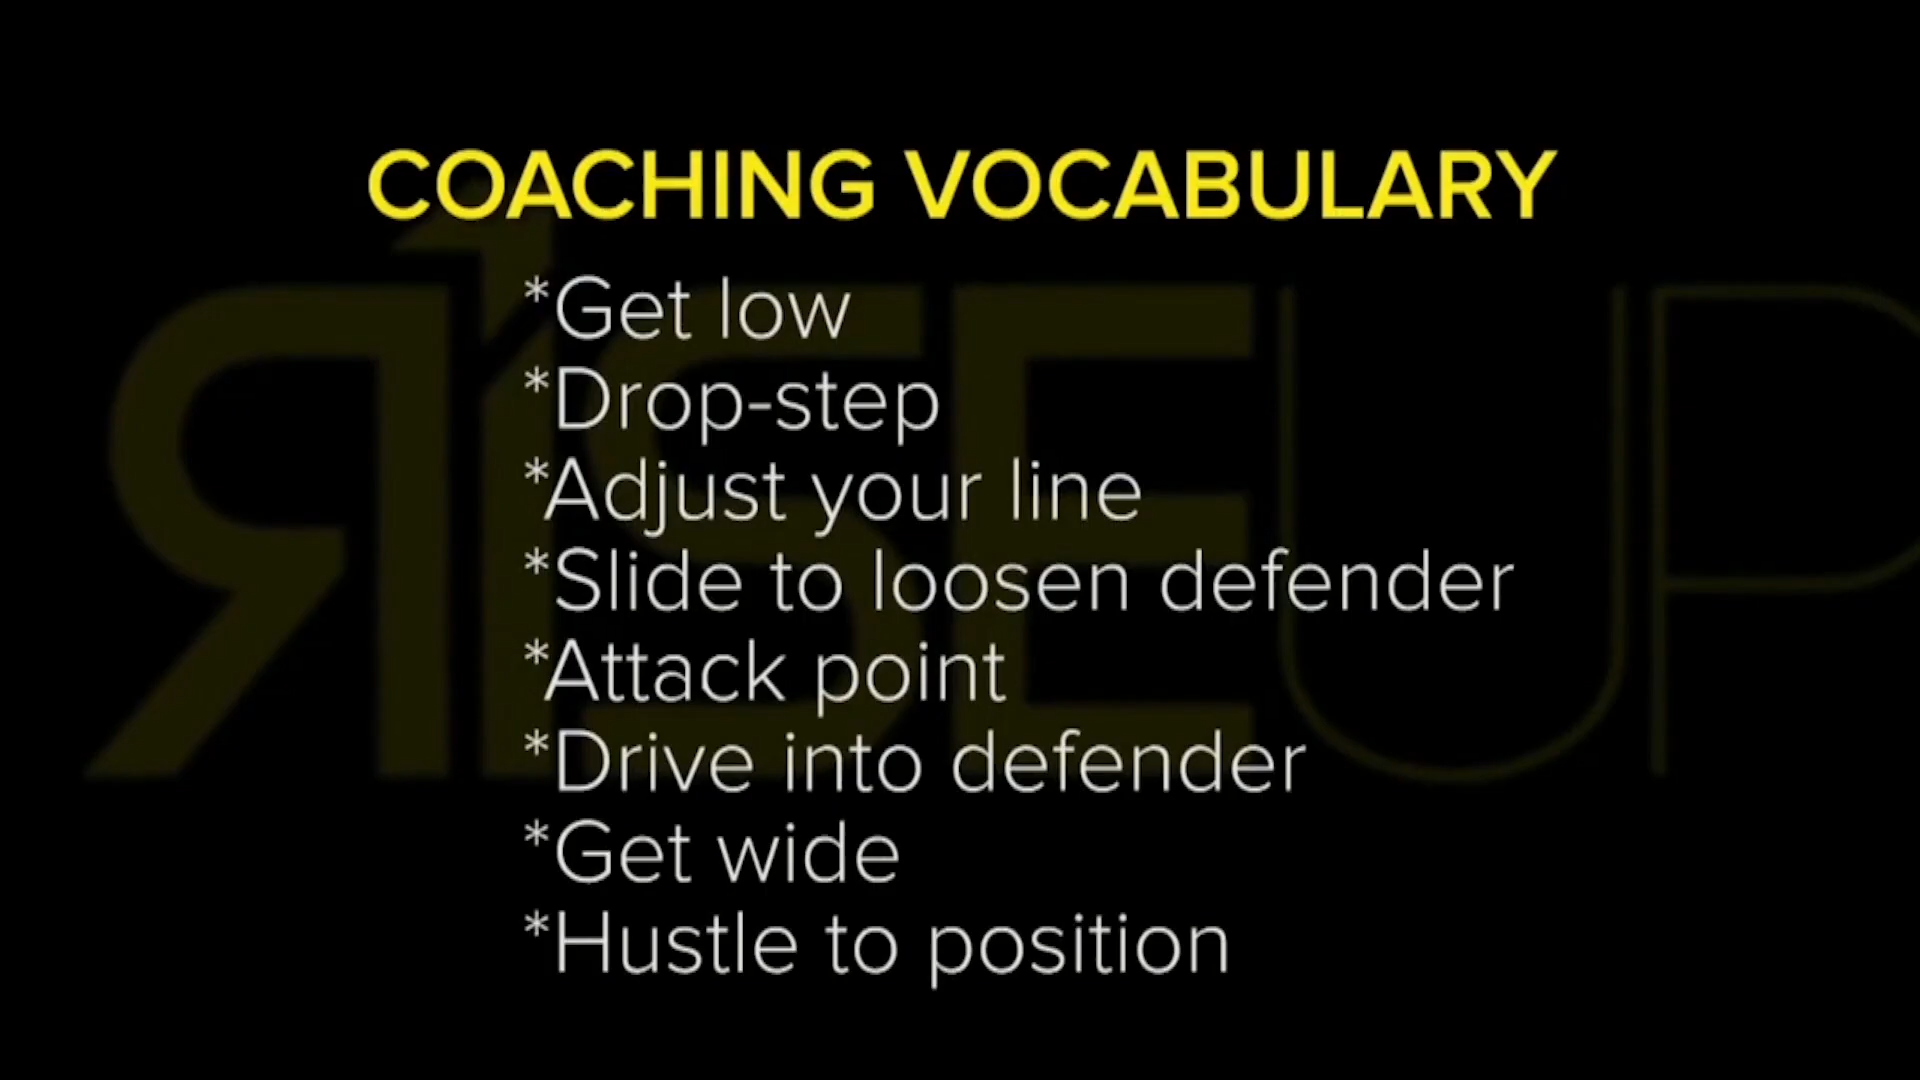 COACHING VOCABULARY
*Get low
*Drop-step
*Adjust your line
*Slide to loosen defender
*Attack point
*Drive into defender
*Get wide
*Hustle to position
RISEUP